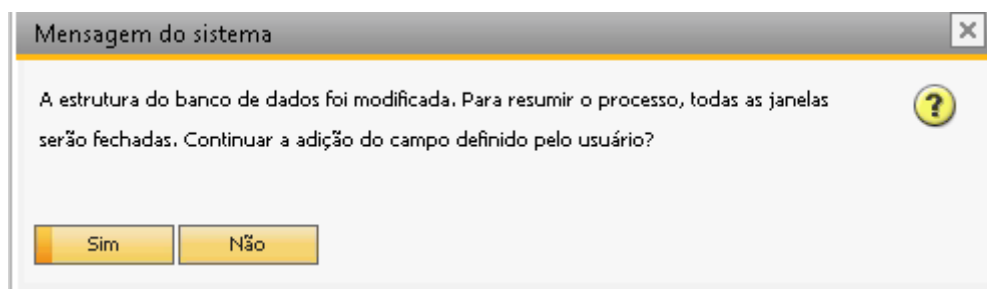 Mensagem do sistema
A estrutura do banco de dados foi modificada. Para resumir o processo, todas as janelas
serão fechadas. Continuar a adição do campo definido pelo usuário?
Sim
Não